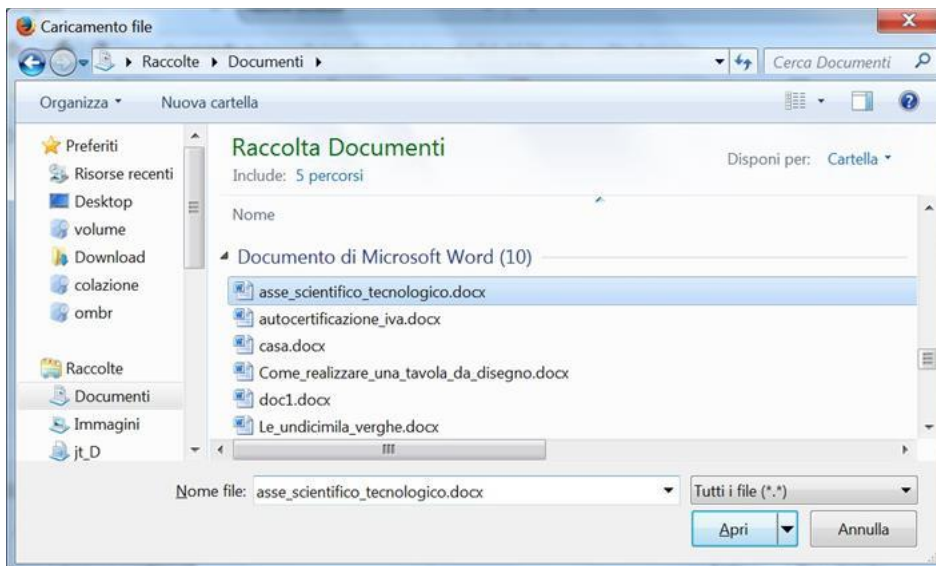 Caricamento file
Raccolte Documenti
Cerca Documenti
Organizza Nuova cartella
Preferiti
Risorse recenti
Desktop
volume
Download
colazione
ombr
Raccolte
Documenti
Immagini
jt_D
Raccolta Documenti
Include: 5 percorsi
Disponi per: Cartella
Nome
Documento di Microsoft Word (10)
asse_scientifico_tecnologico.docx
autocertificazione_iva.docx
casa.docx
Come_realizzare_una_tavola_da_disegno.docx
doc1.docx
Le_undicimila_verghe.docx
Nome file: asse_scientifico_tecnologico.docx
Tutti i file (*.*)
Apri Annulla